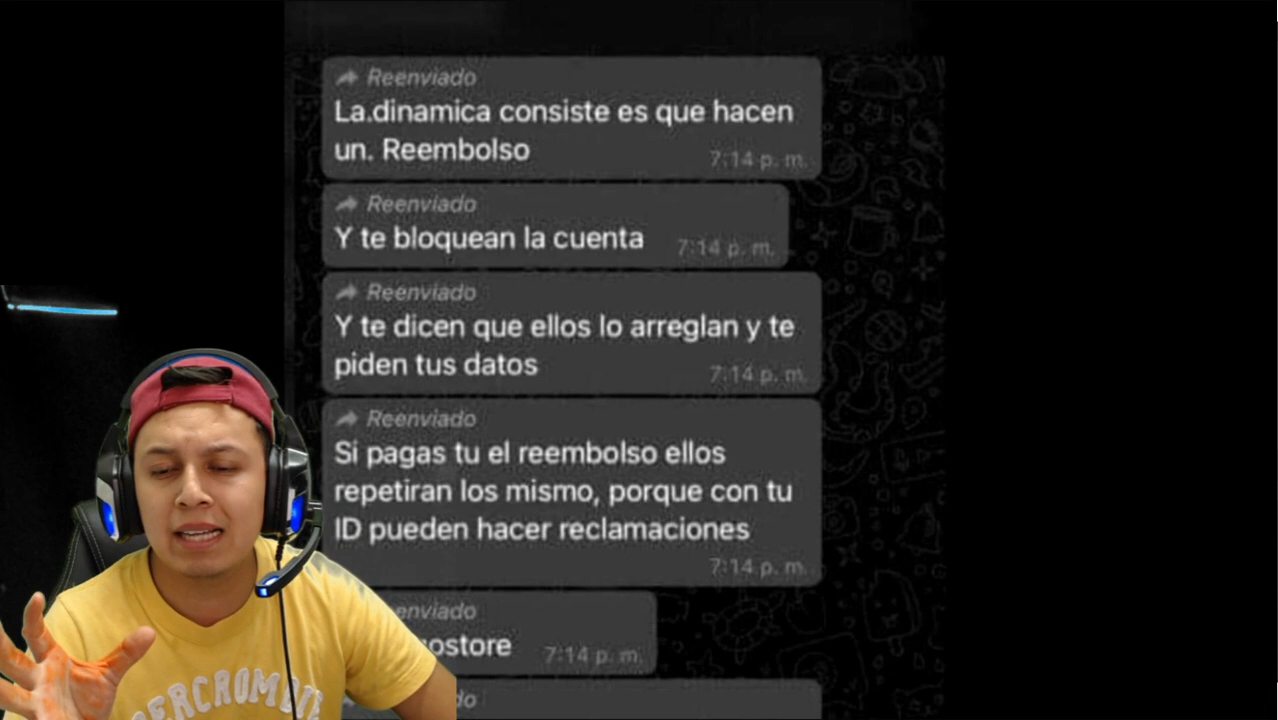 Reenviado
La.dinamica consiste es que hacen
un. Reembolso
7:14 p. m.
Reenviado
Y te bloquean la cuenta
7:14 p. m.
Reenviado
Y te dicen que ellos lo arreglan y te
piden tus datos
7:14 p. m.
Reenviado
Si pagas tu el reembolso ellos
repetiran los mismo, porque con tu
ID pueden hacer reclamaciones
7:14 p. m.
enviado
ostore
7:14 p. m.
do